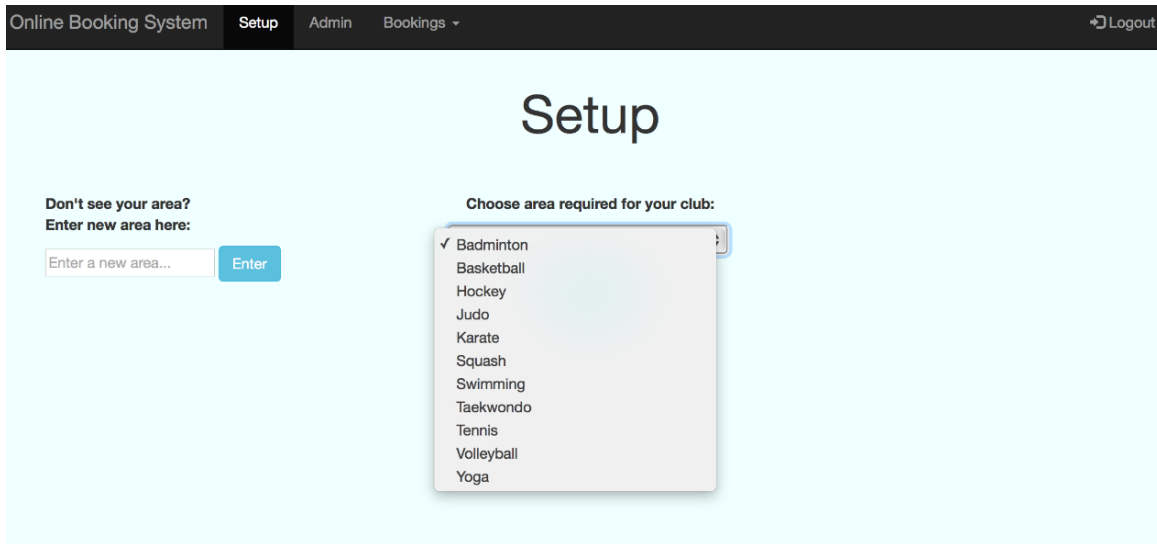 Online Booking System Setup Admin Bookings Logout
Setup
Don't see your area?
Enter new area here:
Enter a new area... Enter
Choose area required for your club:
✓ Badminton
Basketball
Hockey
Judo
Karate
Squash
Swimming
Taekwondo
Tennis
Volleyball
Yoga